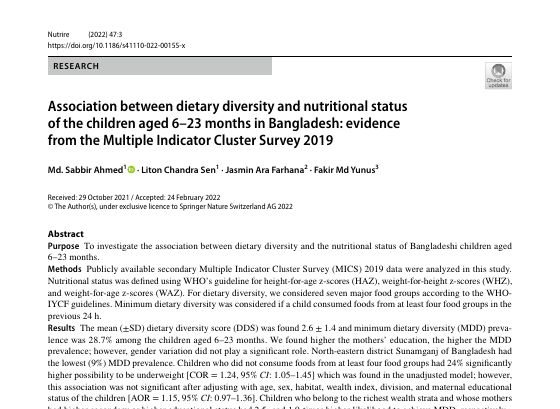 Nutrire (2022) 47:3
https://doi.org/10.1186/s41110-022-00155-x
RESEARCH
Check for
updates
Association between dietary diversity and nutritional status
of the children aged 6–23 months in Bangladesh: evidence
from the Multiple Indicator Cluster Survey 2019
Md. Sabbir Ahmed1 · Liton Chandra Sen1 · Jasmin Ara Farhana2 · Fakir Md Yunus3
Received: 29 October 2021 / Accepted: 24 February 2022
© The Author(s), under exclusive licence to Springer Nature Switzerland AG 2022
Abstract
Purpose To investigate the association between dietary diversity and the nutritional status of Bangladeshi children aged
6–23 months.
Methods Publicly available secondary Multiple Indicator Cluster Survey (MICS) 2019 data were analyzed in this study.
Nutritional status was defined using WHO's guideline for height-for-age z-scores (HAZ), weight-for-height z-scores (WHZ),
and weight-for-age z-scores (WAZ). For dietary diversity, we considered seven major food groups according to the WHO-
IYCF guidelines. Minimum dietary diversity was considered if a child consumed foods from at least four food groups in the
previous 24 h.
Results The mean (±SD) dietary diversity score (DDS) was found 2.6 ± 1.4 and minimum dietary diversity (MDD) preva-
lence was 28.7% among the children aged 6–23 months. We found higher the mothers' education, the higher the MDD
prevalence; however, gender variation did not play a significant role. North-eastern district Sunamganj of Bangladesh had
the lowest (9%) MDD prevalence. Children who did not consume foods from at least four food groups had 24% significantly
higher possibility to be underweight [COR = 1.24, 95% CI: 1.05–1.45] which was found in the unadjusted model; however,
this association was not significant after adjusting with age, sex, habitat, wealth index, division, and maternal educational
status of the children [AOR = 1.15, 95% CI: 0.97–1.36]. Children who belong to the richest wealth strata and whose mothers